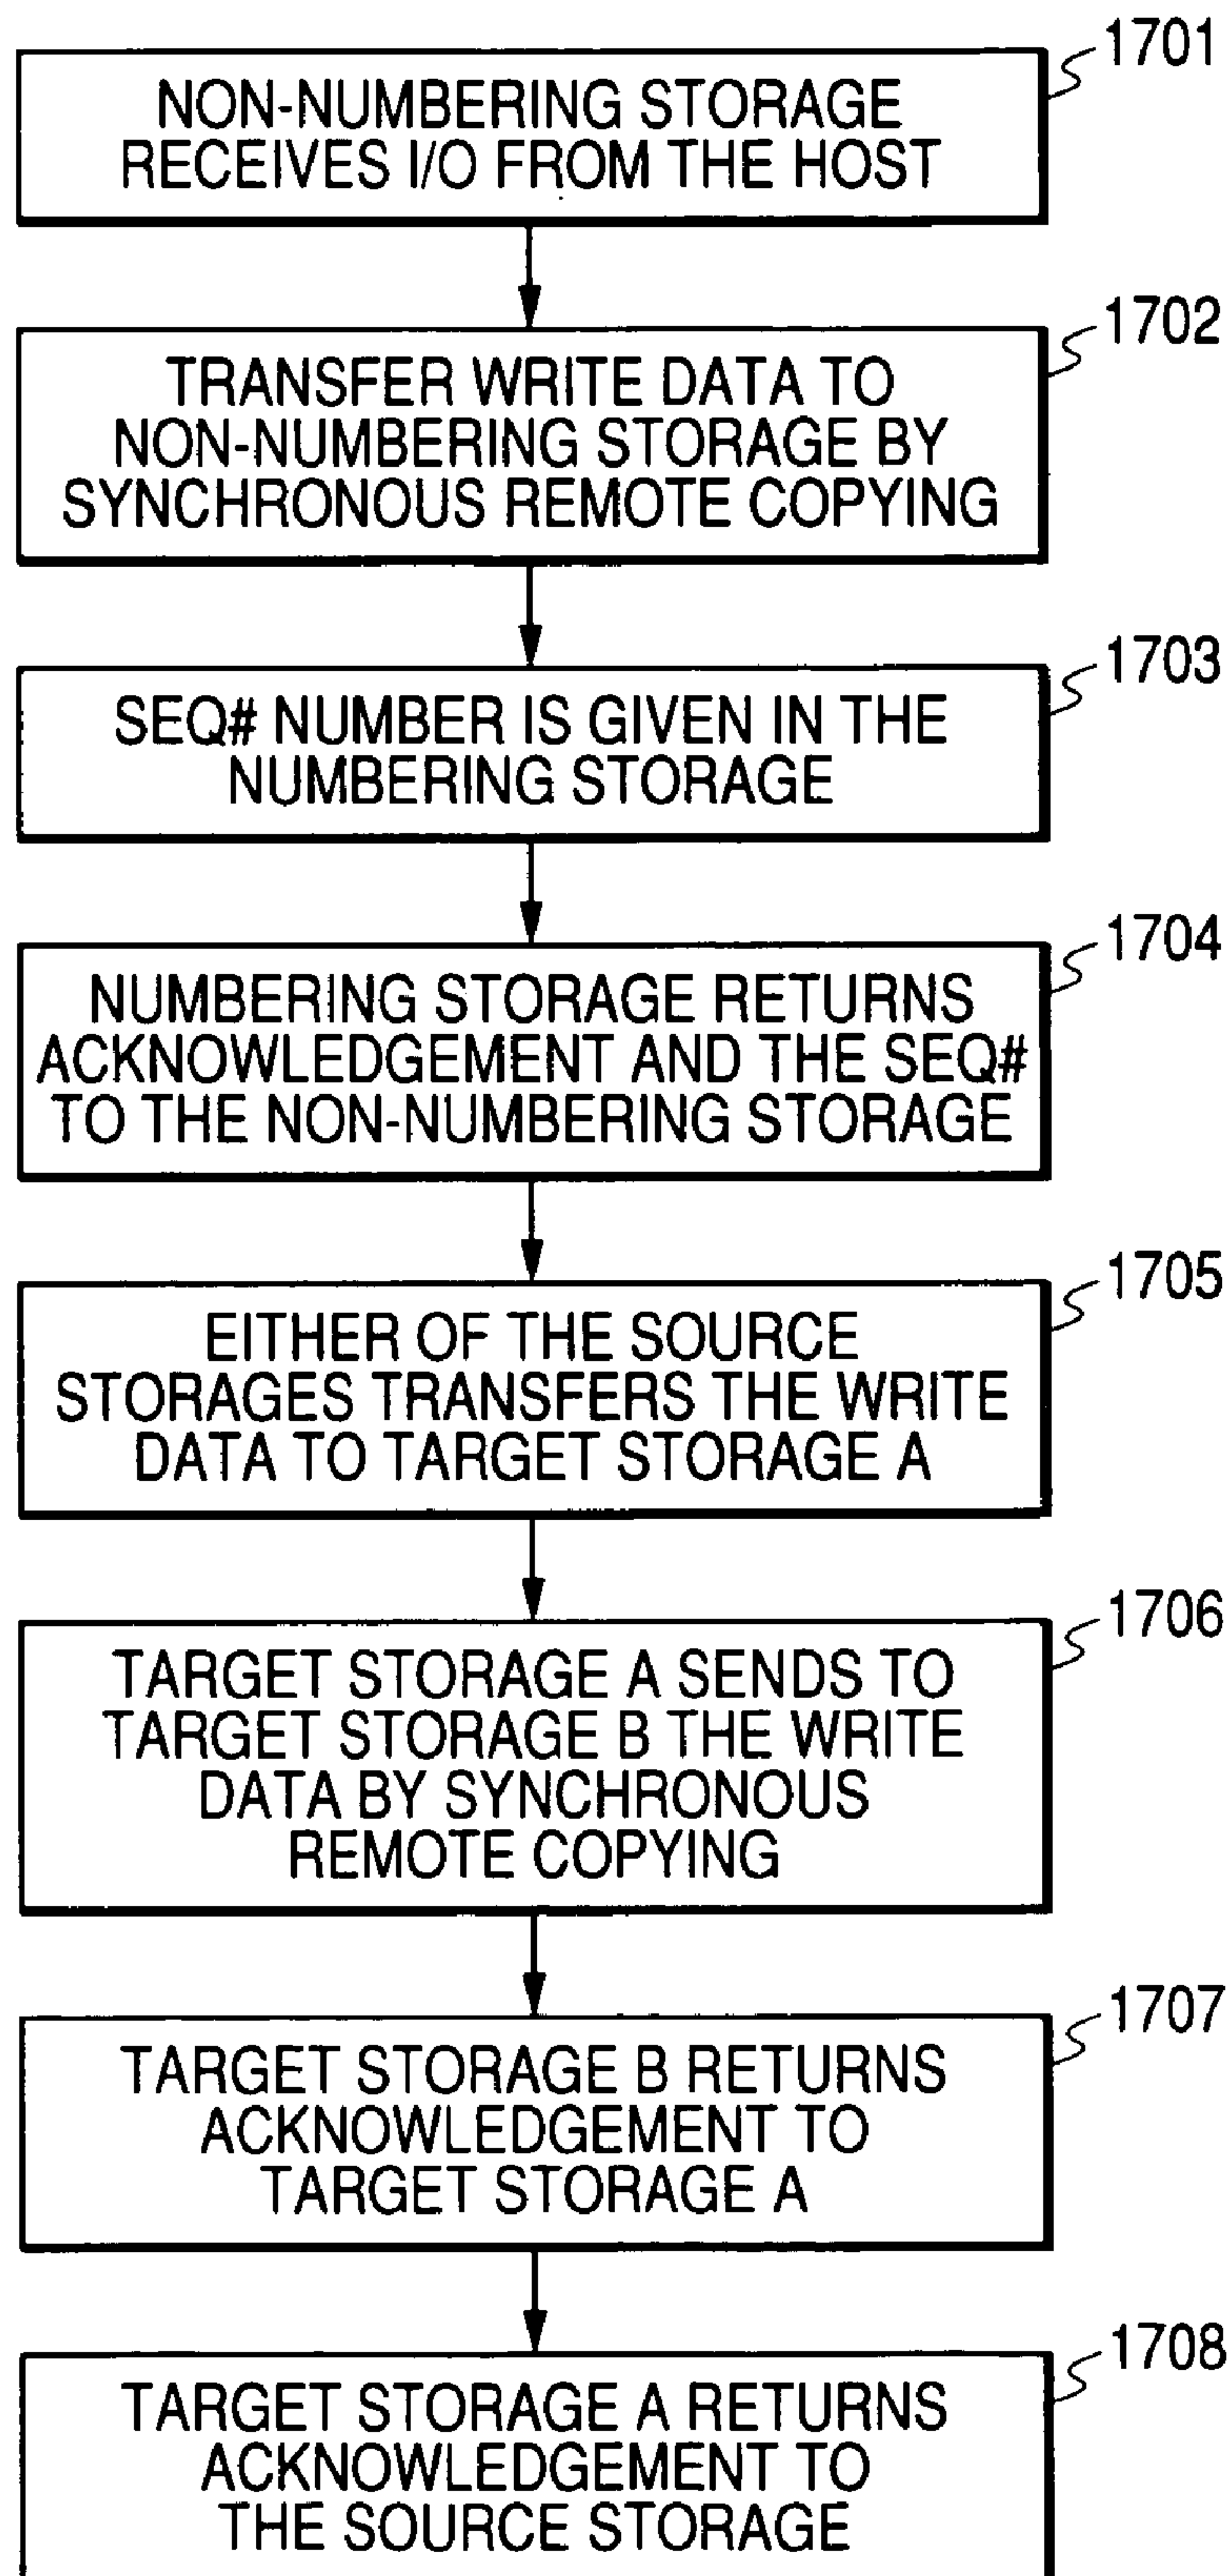 1701
NON-NUMBERING STORAGE
RECEIVES I/O FROM THE HOST
1702
TRANSFER WRITE DATA TO
NON-NUMBERING STORAGE BY
SYNCHRONOUS REMOTE COPYING
1703
SEQ# NUMBER IS GIVEN IN THE
NUMBERING STORAGE
1704
NUMBERING STORAGE RETURNS
ACKNOWLEDGEMENT AND THE SEQ#
TO THE NON-NUMBERING STORAGE
1705
EITHER OF THE SOURCE
STORAGES TRANSFERS THE WRITE
DATA TO TARGET STORAGE A
1706
TARGET STORAGE A SENDS TO
TARGET STORAGE B THE WRITE
DATA BY SYNCHRONOUS
REMOTE COPYING
1707
TARGET STORAGE B RETURNS
ACKNOWLEDGEMENT TO
TARGET STORAGE A
1708
TARGET STORAGE A RETURNS
ACKNOWLEDGEMENT TO
THE SOURCE STORAGE